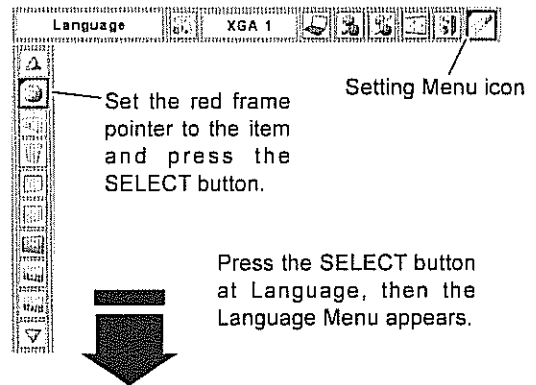 Language XGA 1
Setting Menu icon
Set the red frame
pointer to the item
and press the
SELECT button.
Press the SELECT button
at Language, then the
Language Menu appears.